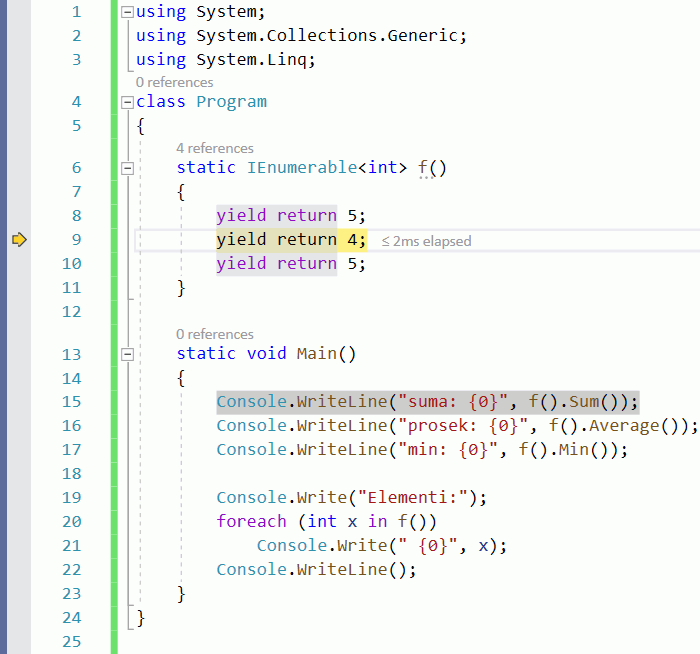 1 using System;
2 using System.Collections.Generic;
3 using System.Linq;
0 references
4 class Program
5 {
4 references
6 static IEnumerable<int> f()
7 {
8 yield return 5;
9 yield return 4; ≤ 2ms elapsed
10 yield return 5;
11 }
12
0 references
13 static void Main()
14 {
15 Console.WriteLine("suma: {0}", f().Sum());
16 Console.WriteLine("prosek: {0}", f().Average());
17 Console.WriteLine("min: {0}", f().Min());
18
19 Console.Write("Elementi:");
20 foreach (int x in f())
21 Console.Write(" {0}", x);
22 Console.WriteLine();
23 }
24 }
25